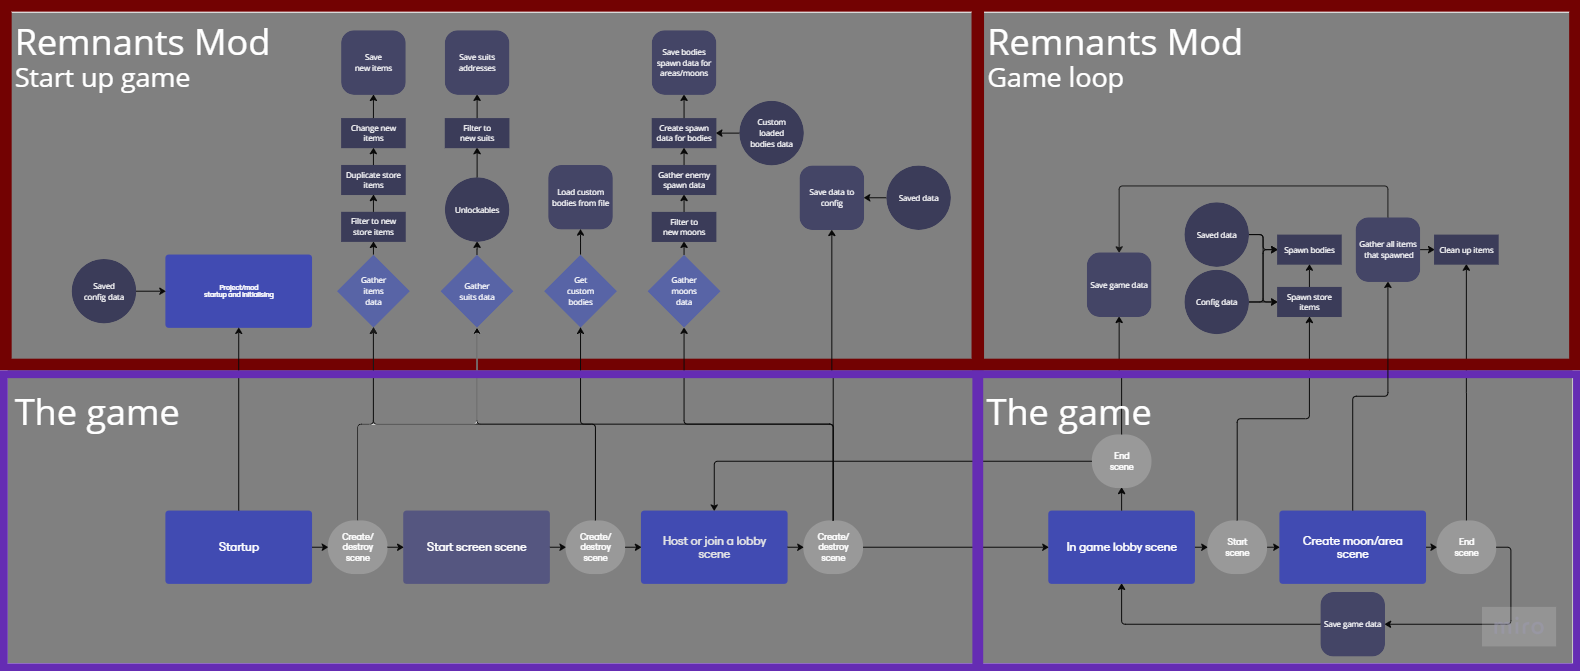 Remnants Mod
Start up game
Save
new items
Save suits
addresses
Save bodies
spawn data for
areas/moons
Change new
items
Filter to
new suits
Create spawn
data for bodies
Custom
loaded
bodies data
Duplicate store
items
Unlockables
Load custom
bodies from file
Gather enemy
spawn data
Save data to
config
Saved data
Filter to new
store items
Filter to
new moons
Saved
config data
Project/mod
startup and initialising
Gather
items
data
Gather
suits data
Get
custom
bodies
Gather
moons
data
Remnants Mod
Game loop
Saved data
Spawn bodies
Gather all items
that spawned
Clean up items
Save game data
Config data
Spawn store
items
The game
Startup
Create/
destroy
scene
Start screen scene
Create/
destroy
scene
Host or join a lobby
scene
Create/
destroy
scene
The game
End
scene
In game lobby scene
Start
scene
Create moon/area
scene
End
scene
Save game data
miro